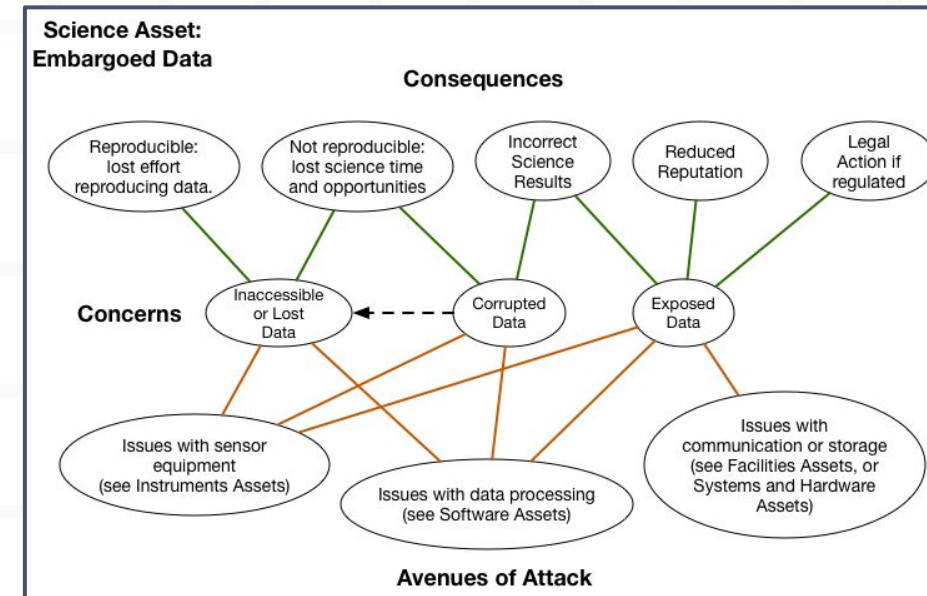 Science Asset:
Embargoed Data
Consequences
Reproducible:
lost effort
reproducing data.
Not reproducible:
lost science time
and opportunities
Incorrect
Science
Results
Reduced
Reputation
Legal
Action if
regulated
Concerns
Inaccessible
or Lost
Data
Corrupted
Data
Exposed
Data
Issues with sensor
equipment
(see Instruments Assets)
Issues with data processing
(see Software Assets)
Issues with
communication or storage
(see Facilities Assets, or
Systems and Hardware
Assets)
Avenues of Attack